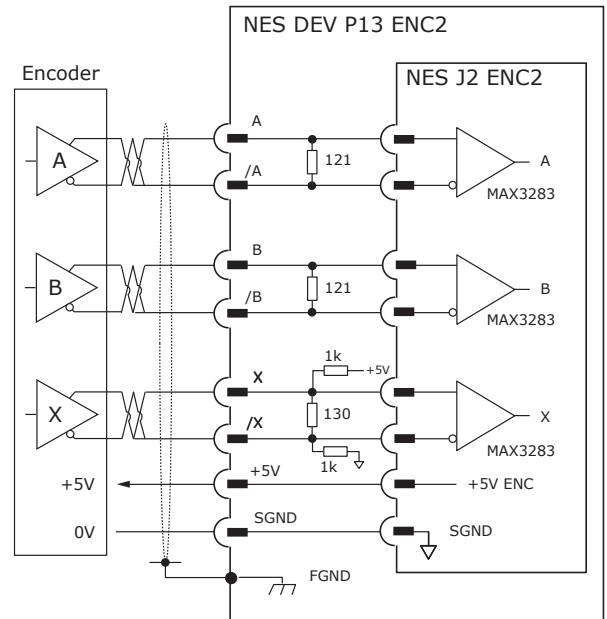 NES DEV P13 ENC2
Encoder
NES J2 ENC2
A
A
/A
121
A
MAX3283
B
B
/B
121
B
MAX3283
X
X
/X
1k
+5V
130
1k
X
MAX3283
+5V
+5V
+5V ENC
0V
SGND
SGND
FGND